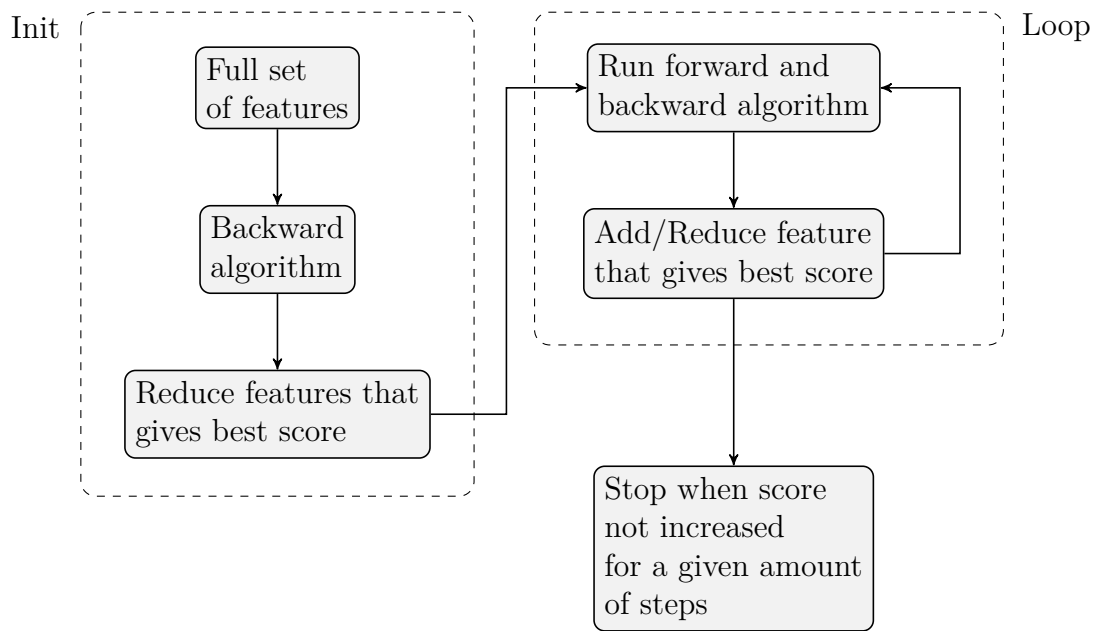 Init
Full set
of features
Backward
algorithm
Reduce features that
gives best score
Loop
Run forward and
backward algorithm
Add/Reduce feature
that gives best score
Stop when score
not increased
for a given amount
of steps